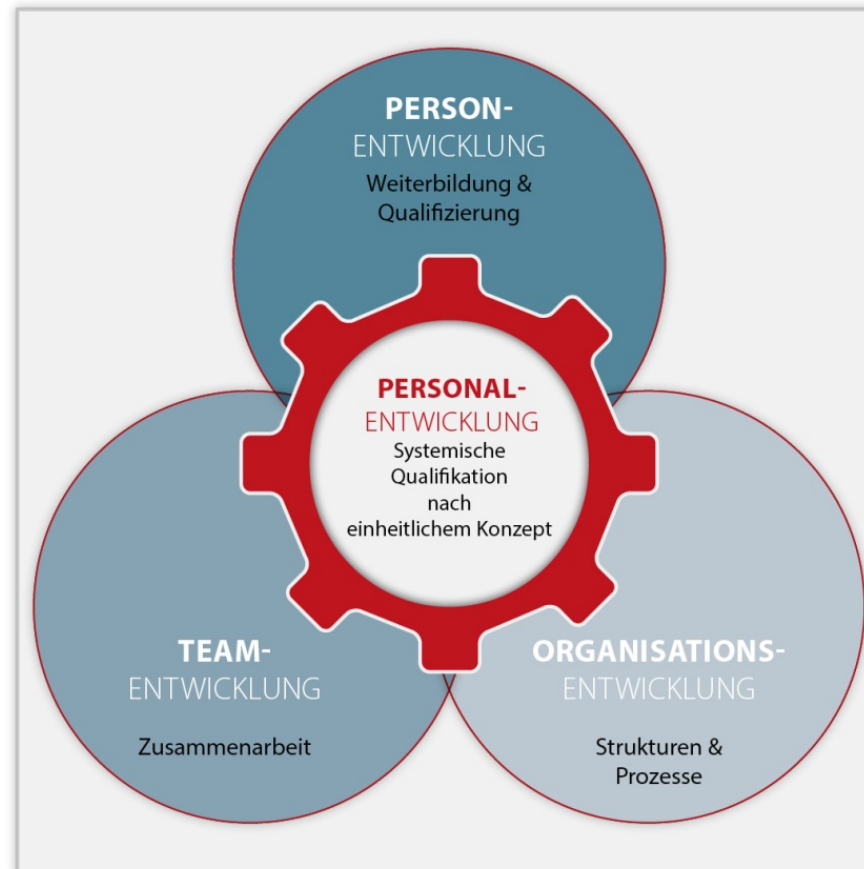 PERSON-
ENTWICKLUNG
Weiterbildung &
Qualifizierung
PERSONAL-
ENTWICKLUNG
Systemische
Qualifikation
nach
einheitlichem Konzept
TEAM-
ENTWICKLUNG
Zusammenarbeit
ORGANISATIONS-
ENTWICKLUNG
Strukturen &
Prozesse